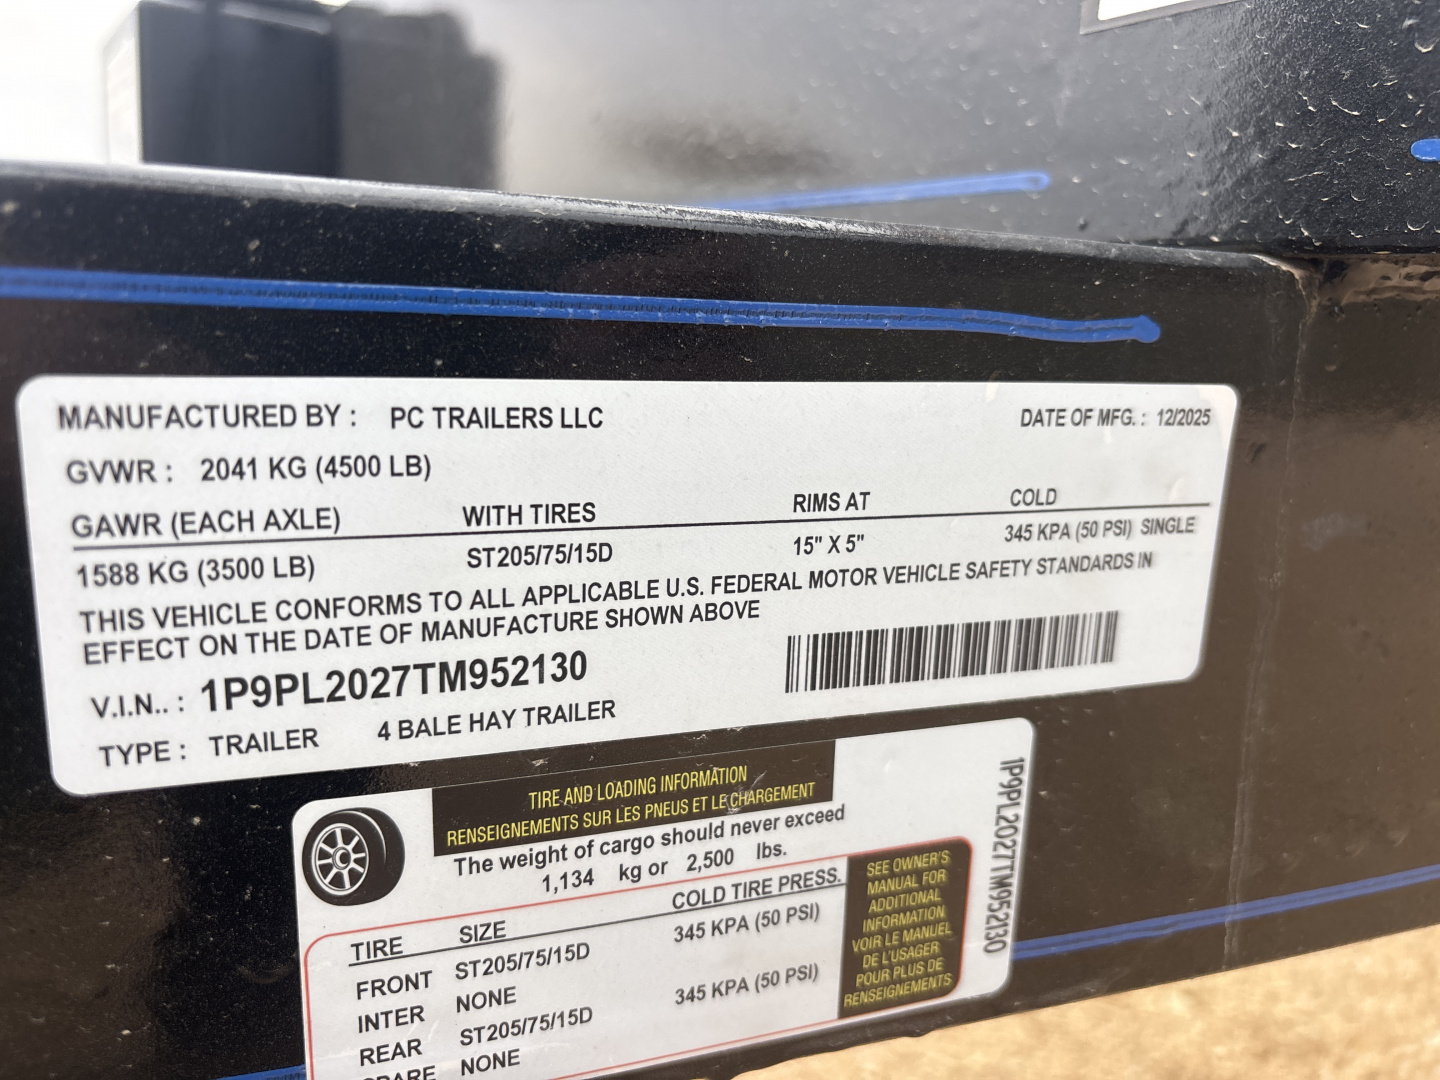 MANUFACTURED BY : PC TRAILERS LLC DATE OF MFG. : 12/2025
GVWR : 2041 KG (4500 LB)
GAWR (EACH AXLE) WITH TIRES RIMS AT COLD
1588 KG (3500 LB) ST205/75/15D 15" X 5" 345 KPA (50 PSI) SINGLE
THIS VEHICLE CONFORMS TO ALL APPLICABLE U.S. FEDERAL MOTOR VEHICLE SAFETY STANDARDS IN
EFFECT ON THE DATE OF MANUFACTURE SHOWN ABOVE
V.I.N.. : 1P9PL2027TM952130
TYPE : TRAILER 4 BALE HAY TRAILER
TIRE AND LOADING INFORMATION
RENSEIGNEMENTS SUR LES PNEUS ET LE CHARGEMENT
The weight of cargo should never exceed
1,134 kg or 2,500 lbs.
TIRE SIZE COLD TIRE PRESS.
FRONT ST205/75/15D 345 KPA (50 PSI)
INTER NONE
REAR ST205/75/15D 345 KPA (50 PSI)
SPARE NONE
SEE OWNER'S
MANUAL FOR
ADDITIONAL
INFORMATION
VOIR LE MANUEL
DE L'USAGER
POUR PLUS DE
RENSEIGNEMENTS
1P9PL2027TM952130